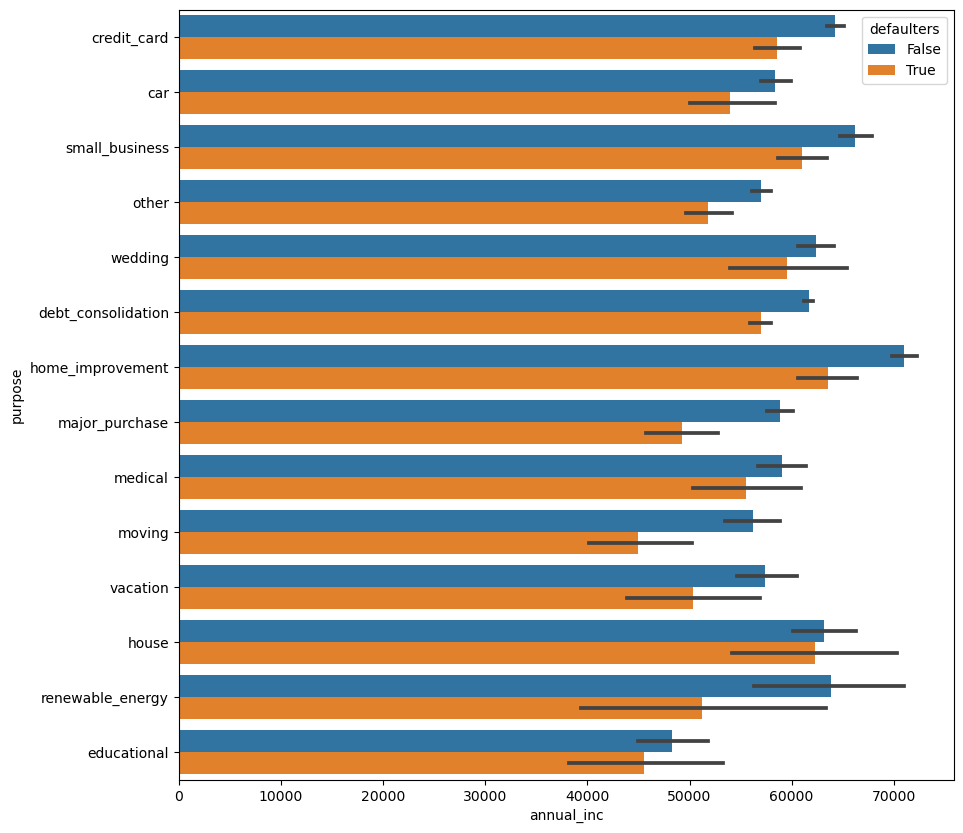 defaulters
False
True
credit_card
car
small_business
other
wedding
debt_consolidation
home_improvement
major_purchase
medical
moving
vacation
house
renewable_energy
educational
purpose
0 10000 20000 30000 40000 50000 60000 70000
annual_inc